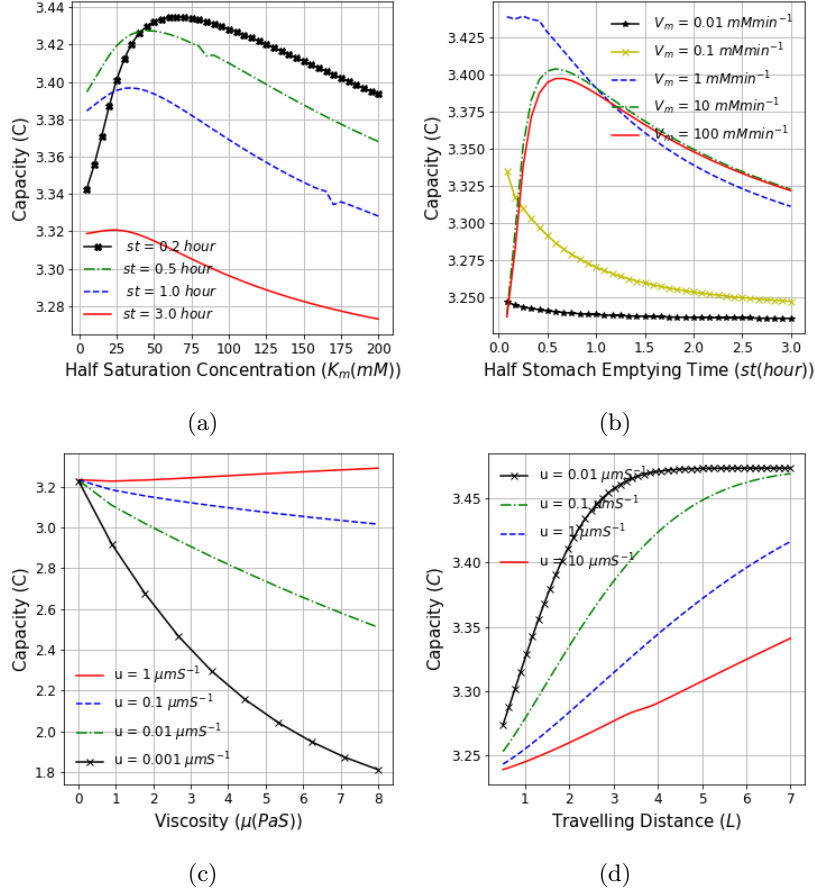 3.44
3.42
3.40
3.38
3.36
3.34
3.32
3.30
3.28
Capacity (C)
st = 0.2 hour
st = 0.5 hour
st = 1.0 hour
st = 3.0 hour
0 25 50 75 100 125 150 175 200
Half Saturation Concentration (K_m(mM))
(a)
3.425
3.400
3.375
3.350
3.325
3.300
3.275
3.250
Capacity (C)
V_m = 0.01 mMmin⁻¹
V_m = 0.1 mMmin⁻¹
V_m = 1 mMmin⁻¹
V_m = 10 mMmin⁻¹
V_m = 100 mMmin⁻¹
0.0 0.5 1.0 1.5 2.0 2.5 3.0
Half Stomach Emptying Time (st(hour))
(b)
3.2
3.0
2.8
2.6
2.4
2.2
2.0
1.8
Capacity (C)
u = 1 μmS⁻¹
u = 0.1 μmS⁻¹
u = 0.01 μmS⁻¹
u = 0.001 μmS⁻¹
0 1 2 3 4 5 6 7 8
Viscosity (μ(PaS))
(c)
3.45
3.40
3.35
3.30
3.25
Capacity (C)
u = 0.01 μmS⁻¹
u = 0.1 μmS⁻¹
u = 1 μmS⁻¹
u = 10 μmS⁻¹
1 2 3 4 5 6 7
Travelling Distance (L)
(d)